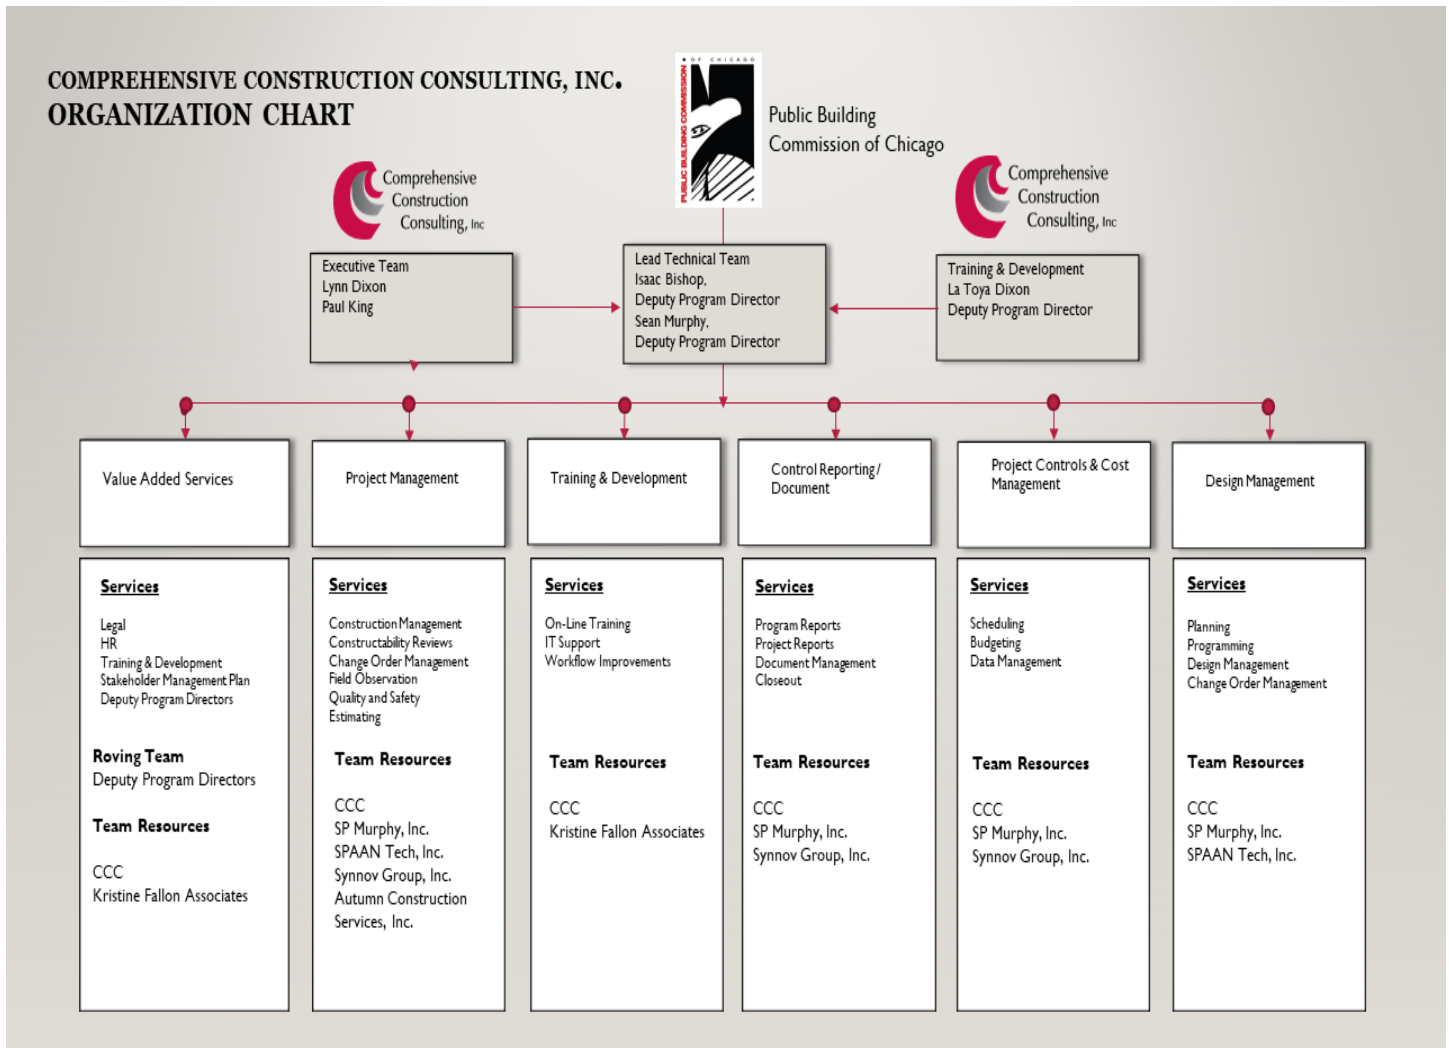 COMPREHENSIVE CONSTRUCTION CONSULTING, INC.
ORGANIZATION CHART
OF CHICAGO
PUBLIC BUILDING COMMISSION
Public Building
Commission of Chicago
Comprehensive
Construction
Consulting, Inc
Comprehensive
Construction
Consulting, Inc
Executive Team
Lynn Dixon
Paul King
Lead Technical Team
Isaac Bishop,
Deputy Program Director
Sean Murphy,
Deputy Program Director
Training & Development
La Toya Dixon
Deputy Program Director
Value Added Services
Project Management
Training & Development
Control Reporting/
Document
Project Controls & Cost
Management
Design Management
Services
Legal
HR
Training & Development
Stakeholder Management Plan
Deputy Program Directors
Roving Team
Deputy Program Directors
Team Resources
CCC
Kristine Fallon Associates
Services
Construction Management
Constructability Reviews
Change Order Management
Field Observation
Quality and Safety
Estimating
Team Resources
CCC
SP Murphy, Inc.
SPAAN Tech, Inc.
Synnov Group, Inc.
Autumn Construction
Services, Inc.
Services
On-Line Training
IT Support
Workflow Improvements
Team Resources
CCC
Kristine Fallon Associates
Services
Program Reports
Project Reports
Document Management
Closeout
Team Resources
CCC
SP Murphy, Inc.
Synnov Group, Inc.
Services
Scheduling
Budgeting
Data Management
Team Resources
CCC
SP Murphy, Inc.
Synnov Group, Inc.
Services
Planning
Programming
Design Management
Change Order Management
Team Resources
CCC
SP Murphy, Inc.
SPAAN Tech, Inc.